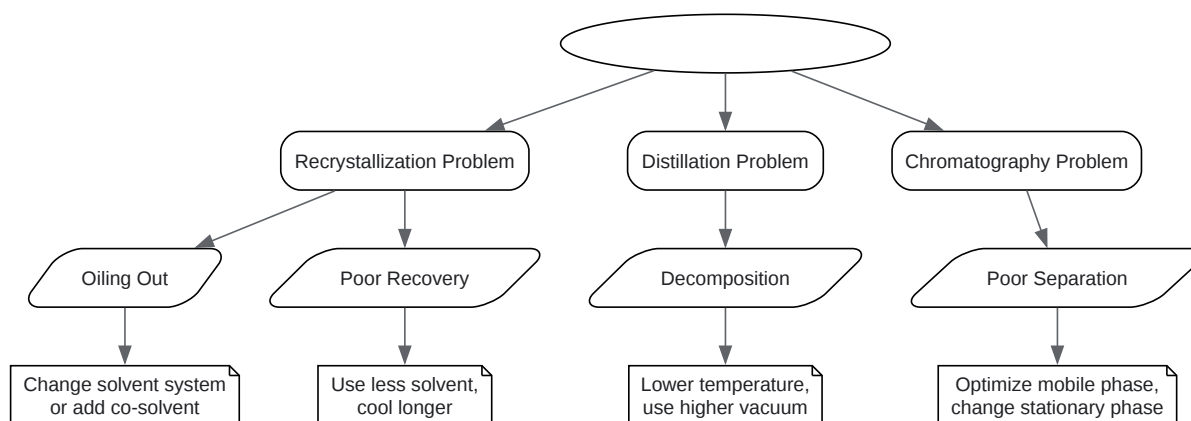 Recrystallization Problem
Distillation Problem
Chromatography Problem
Oiling Out
Poor Recovery
Decomposition
Poor Separation
Change solvent system
or add co-solvent
Use less solvent,
cool longer
Lower temperature,
use higher vacuum
Optimize mobile phase,
change stationary phase